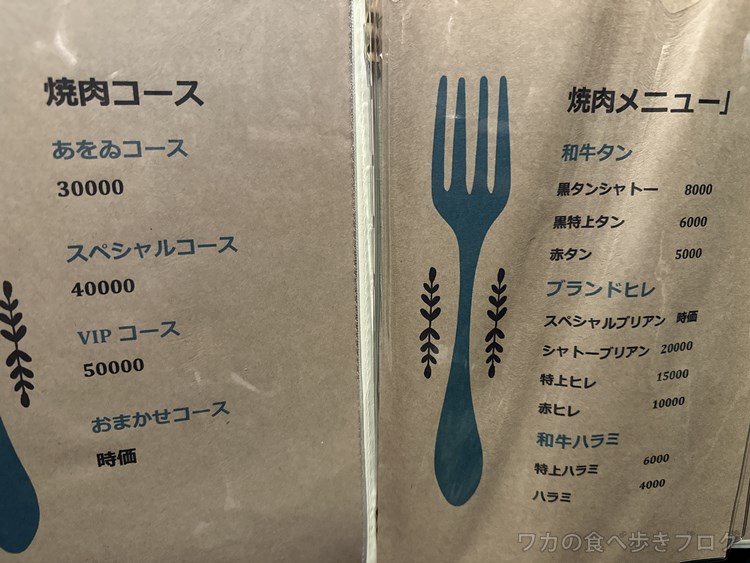 焼肉コース
あをゐコース
30000
スペシャルコース
40000
VIP コース
50000
おまかせコース
時価
焼肉メニュー」
和牛タン
黒タンシャトー 8000
黒特上タン 6000
赤タン 5000
ブランドヒレ
スペシャルブリアン 時価
シャトーブリアン 20000
特上ヒレ 15000
赤ヒレ 10000
和牛ハラミ
特上ハラミ 6000
ハラミ 4000
ワカの食べ歩きブログ